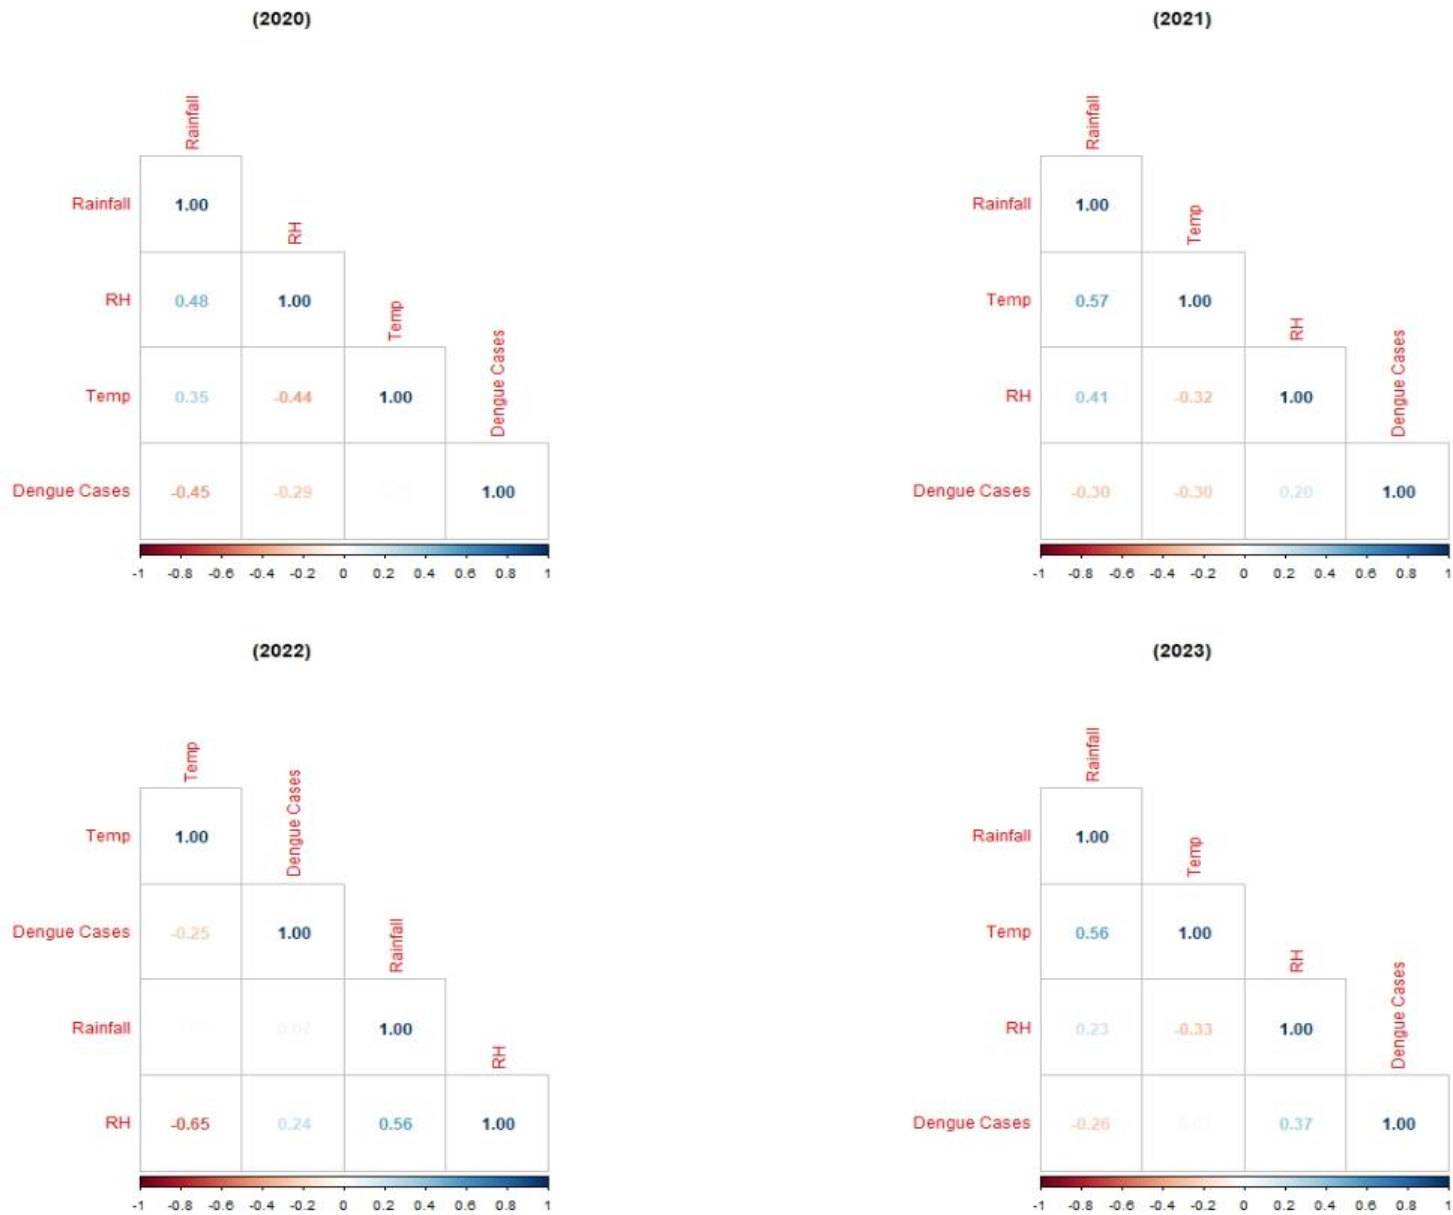 (2020)
Rainfall
Rainfall 1.00
RH
RH 0.48 1.00
Temp
Temp 0.35 -0.44 1.00
Dengue Cases
Dengue Cases -0.45 -0.29 1.00
-1 -0.8 -0.6 -0.4 -0.2 0 0.2 0.4 0.6 0.8 1
(2021)
Rainfall
Rainfall 1.00
Temp
Temp 0.57 1.00
RH
RH 0.41 -0.32 1.00
Dengue Cases
Dengue Cases -0.30 -0.30 0.20 1.00
-1 -0.8 -0.6 -0.4 -0.2 0 0.2 0.4 0.6 0.8 1
(2022)
Temp
Temp 1.00
Dengue Cases
Dengue Cases -0.25 1.00
Rainfall
Rainfall 0.07 1.00
RH
RH -0.65 0.24 0.56 1.00
-1 -0.8 -0.6 -0.4 -0.2 0 0.2 0.4 0.6 0.8 1
(2023)
Rainfall
Rainfall 1.00
Temp
Temp 0.56 1.00
RH
RH 0.23 -0.33 1.00
Dengue Cases
Dengue Cases -0.26 0.37 1.00
-1 -0.8 -0.6 -0.4 -0.2 0 0.2 0.4 0.6 0.8 1